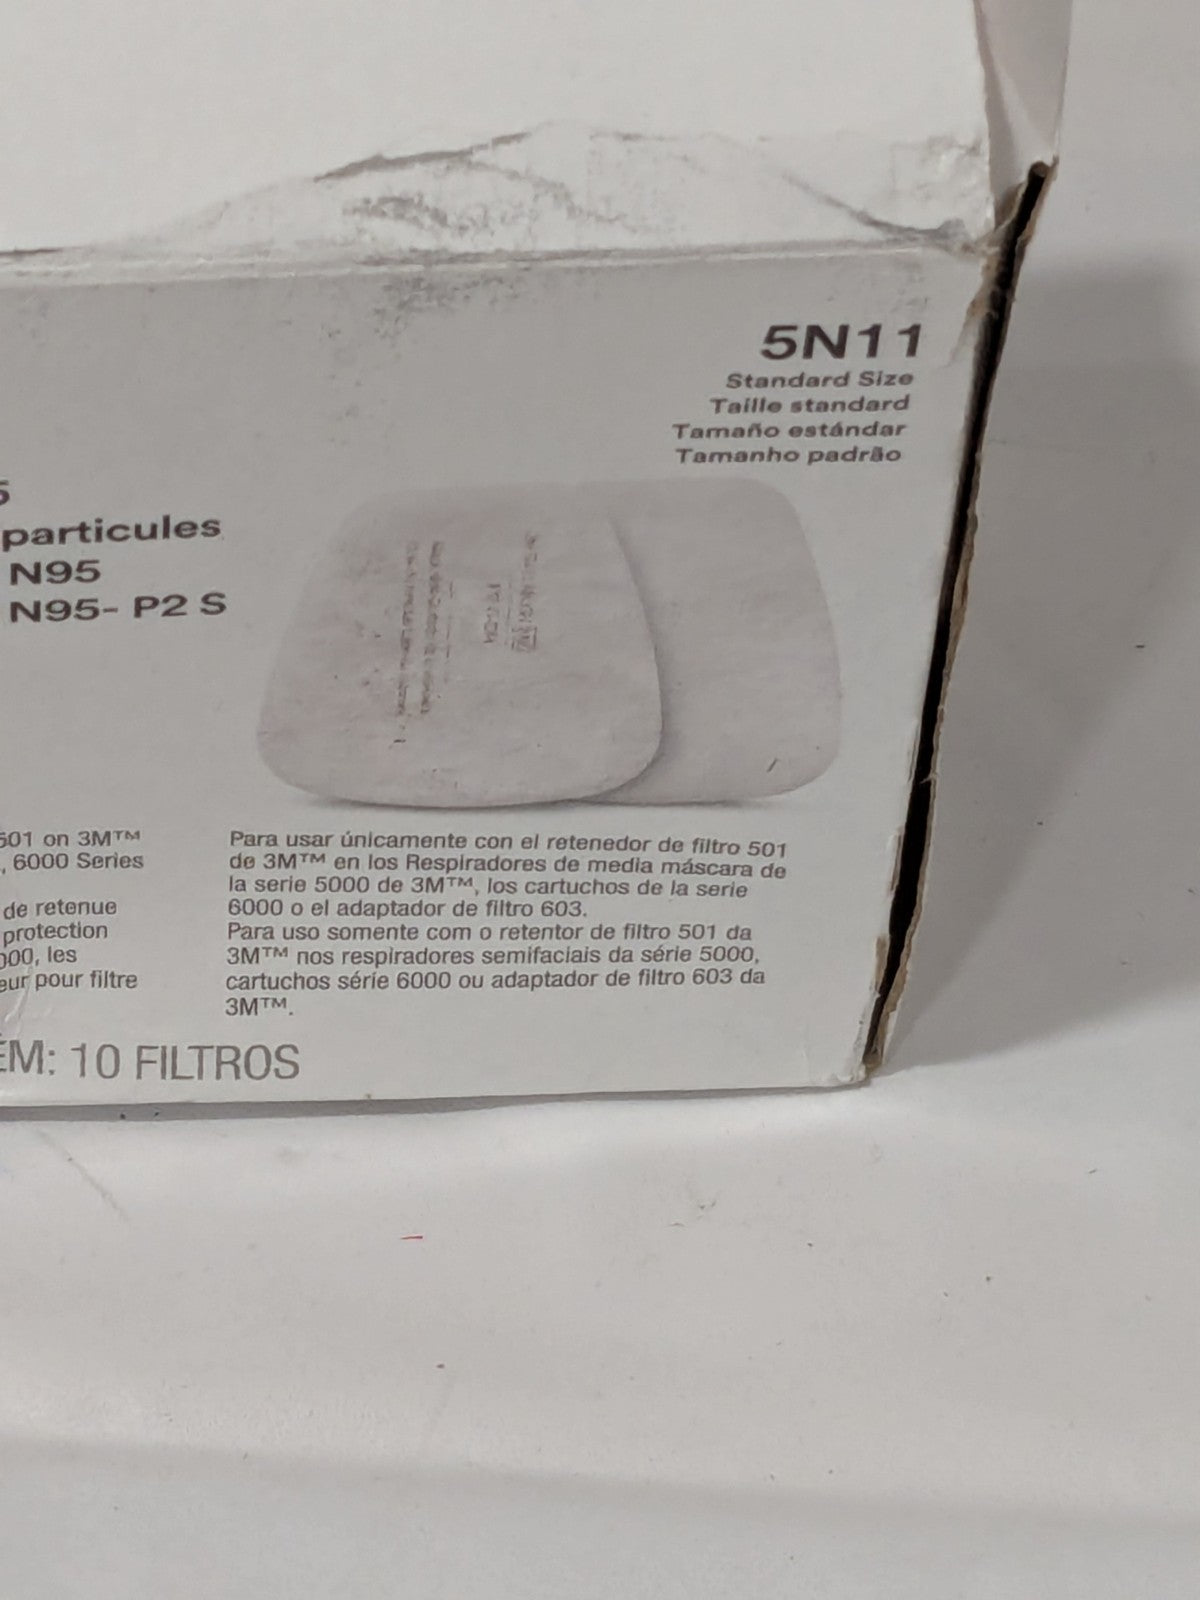 5N11
Standard Size
Taille standard
Tamaño estándar
Tamanho padrão
5
particules
N95
N95- P2 S
501 on 3M™
, 6000 Series
de retenue
protection
000, les
eur pour filtre
Para usar únicamente con el retenedor de filtro 501
de 3M™ en los Respiradores de media máscara de
la serie 5000 de 3M™, los cartuchos de la serie
6000 o el adaptador de filtro 603.
Para uso somente com o retentor de filtro 501 da
3M™ nos respiradores semifaciais da série 5000,
cartuchos série 6000 ou adaptador de filtro 603 da
3M™.
ÉM: 10 FILTROS